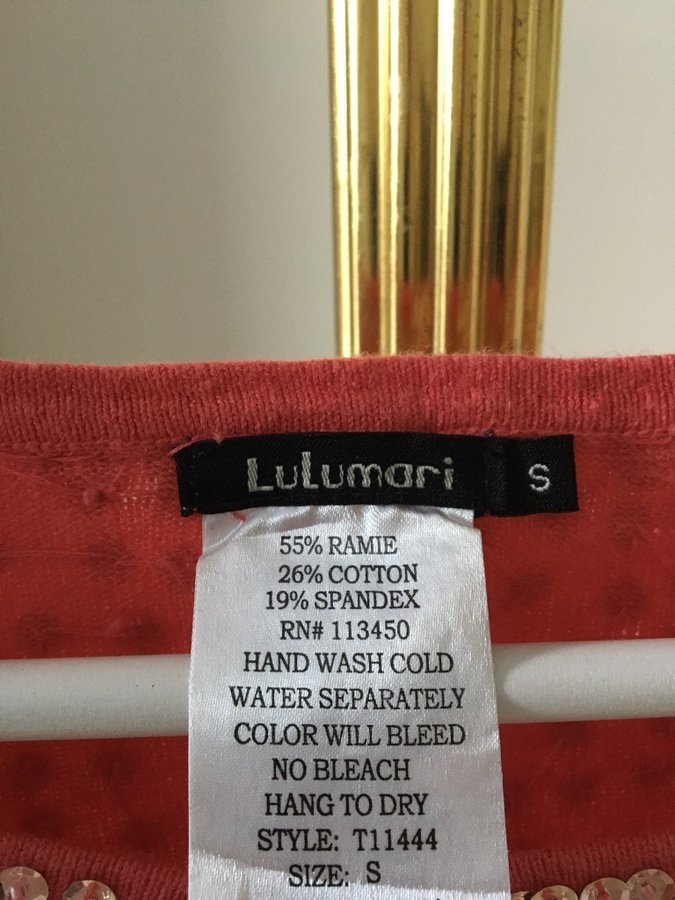 LuLumari S
55% RAMIE
26% COTTON
19% SPANDEX
RN# 113450
HAND WASH COLD
WATER SEPARATELY
COLOR WILL BLEED
NO BLEACH
HANG TO DRY
STYLE: T11444
SIZE: S